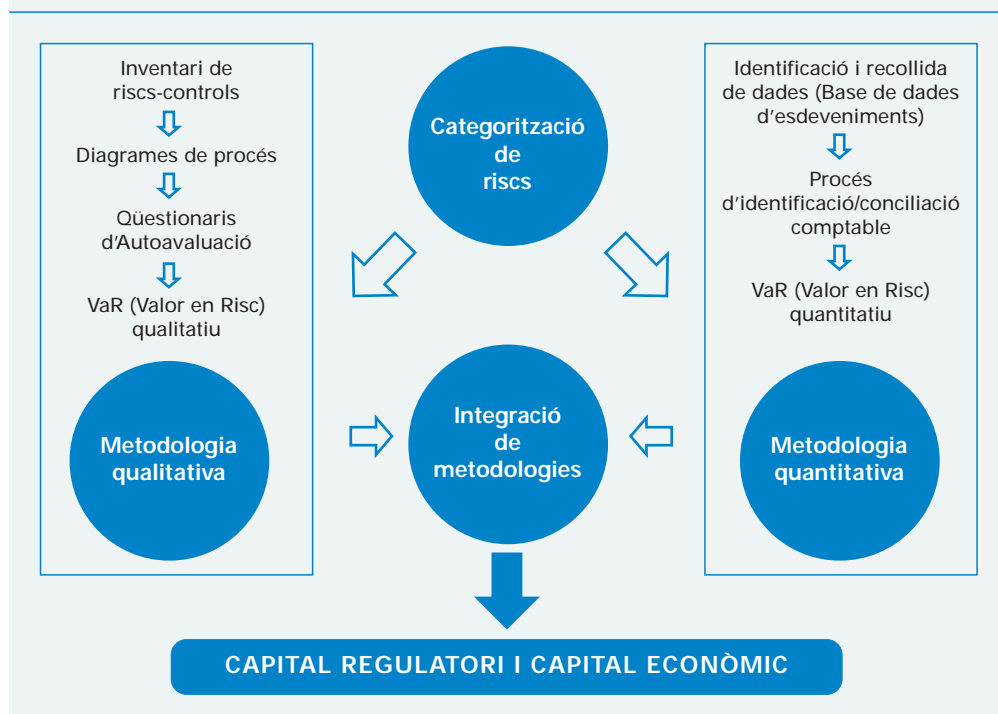 Inventari de
riscs-controls
Diagrames de procés
Qüestionaris
d'Autoavaluació
VaR (Valor en Risc)
qualitatiu
Metodologia
qualitativa
Categorització
de
riscs
Integració
de
metodologies
Identificació i recollida
de dades (Base de dades
d'esdeveniments)
Procés
d'identificació/conciliació
comptable
VaR (Valor en Risc)
quantitatiu
Metodologia
quantitativa
CAPITAL REGULATORI I CAPITAL ECONÒMIC